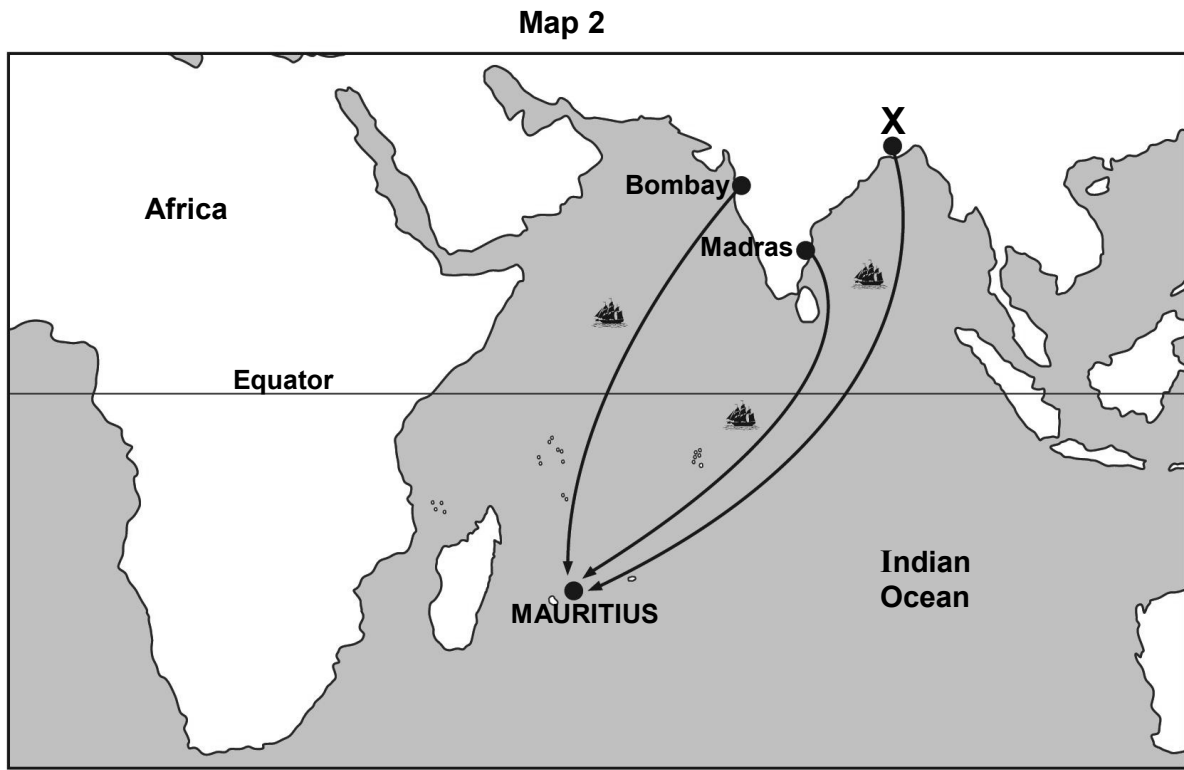 Map 2
X
Bombay
Africa
Madras
Equator
Indian
Ocean
MAURITIUS